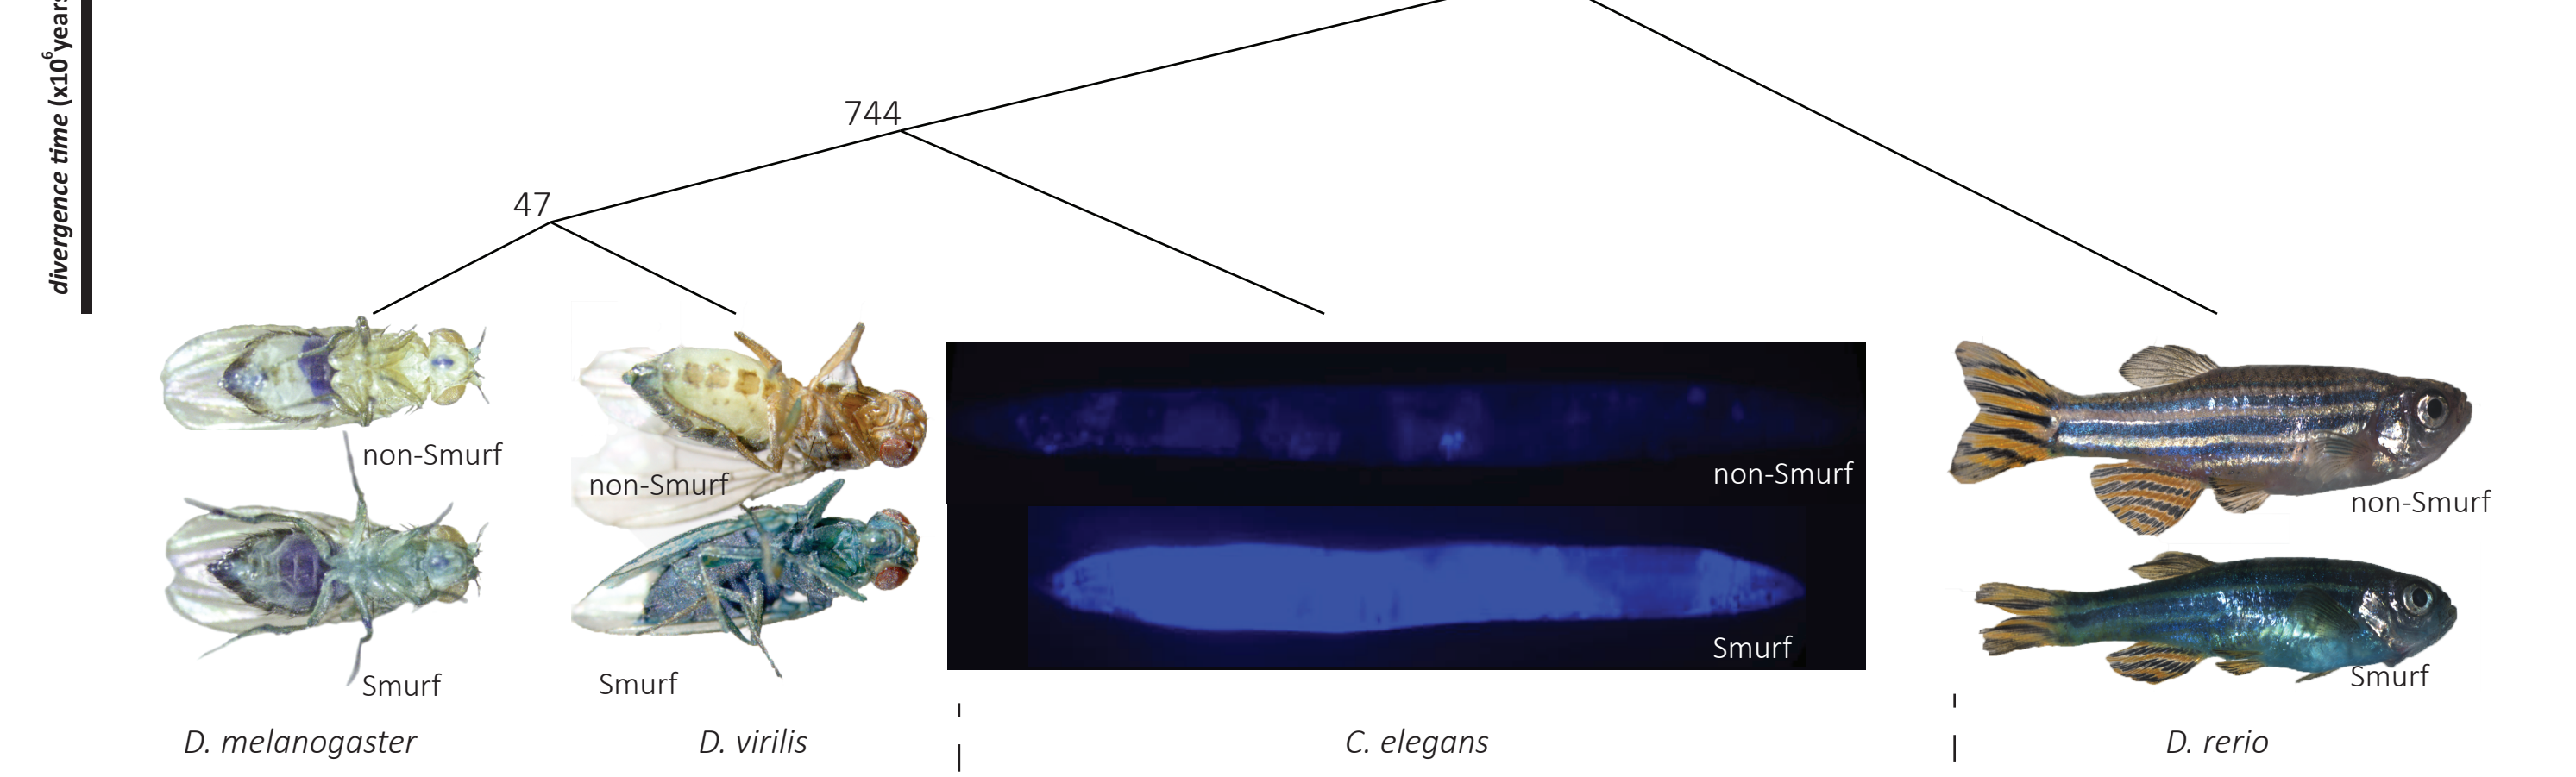 divergence time (x10⁶years
744
47
non-Smurf
non-Smurf
non-Smurf
non-Smurf
Smurf
Smurf
Smurf
Smurf
D. melanogaster
D. virilis
C. elegans
D. rerio